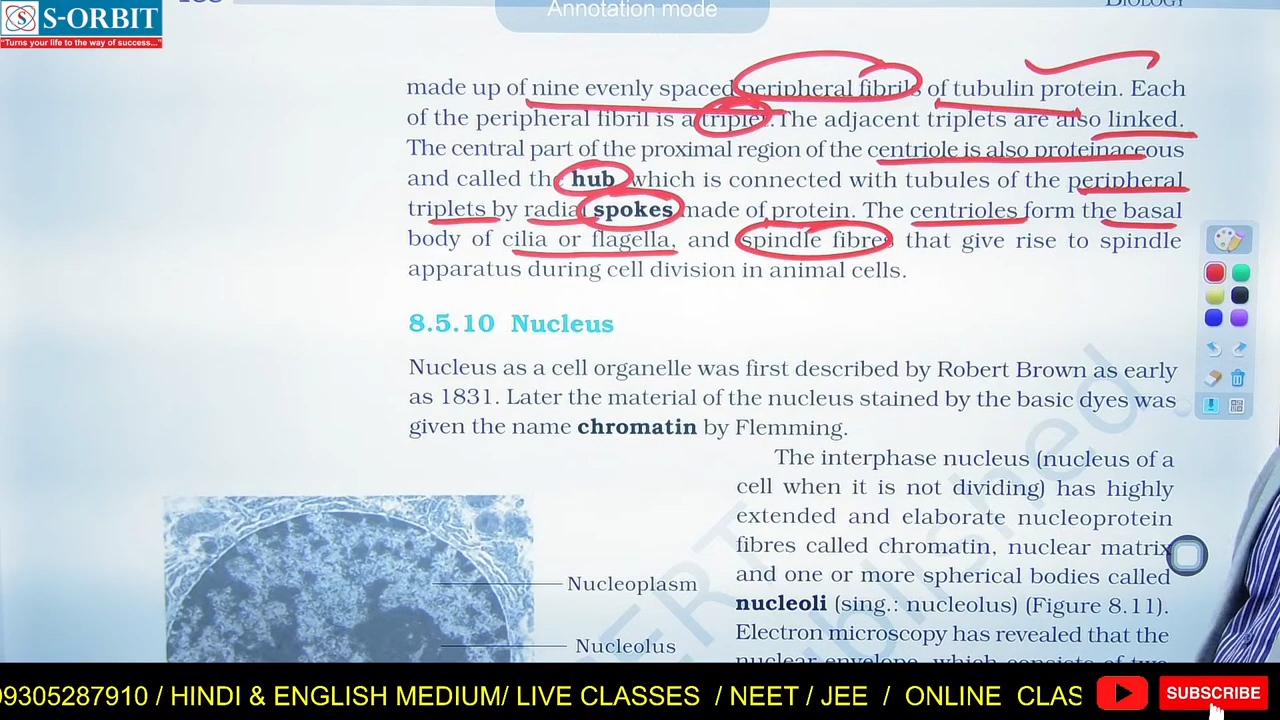 S-ORBIT
"Turns your life to the way of success..."
Annotation mode
made up of nine evenly spaced peripheral fibrils of tubulin protein. Each
of the peripheral fibril is a triplet. The adjacent triplets are also linked.
The central part of the proximal region of the centriole is also proteinaceous
and called the hub, which is connected with tubules of the peripheral
triplets by radial spokes made of protein. The centrioles form the basal
body of cilia or flagella, and spindle fibres that give rise to spindle
apparatus during cell division in animal cells.
8.5.10 Nucleus
Nucleus as a cell organelle was first described by Robert Brown as early
as 1831. Later the material of the nucleus stained by the basic dyes was
given the name chromatin by Flemming.
The interphase nucleus (nucleus of a
cell when it is not dividing) has highly
extended and elaborate nucleoprotein
fibres called chromatin, nuclear matrix
and one or more spherical bodies called
nucleoli (sing.: nucleolus) (Figure 8.11).
Electron microscopy has revealed that the
nuclear envelope, which consists of two
Nucleoplasm
Nucleolus
09305287910 / HINDI & ENGLISH MEDIUM/ LIVE CLASSES / NEET / JEE / ONLINE CLAS
SUBSCRIBE